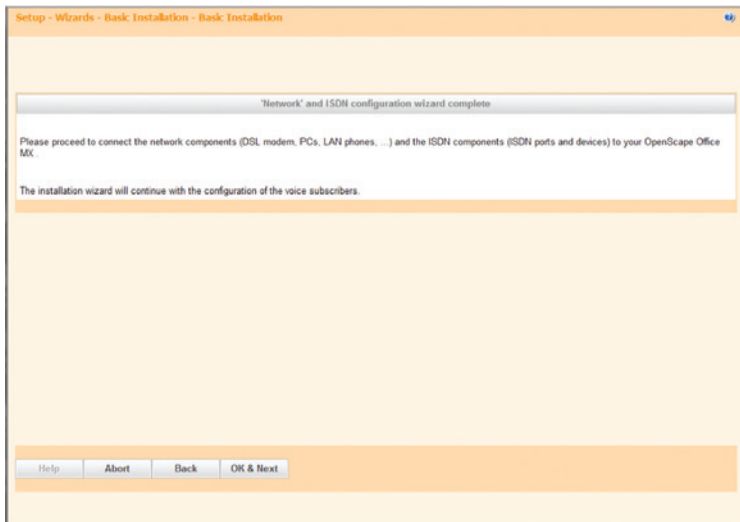 Setup - Wizards - Basic Installation - Basic Installation
'Network' and ISDN configuration wizard complete
Please proceed to connect the network components (DSL modem, PCs, LAN phones, ...) and the ISDN components (ISDN ports and devices) to your OpenScape Office
MX .
The installation wizard will continue with the configuration of the voice subscribers.
Help Abort Back OK & Next